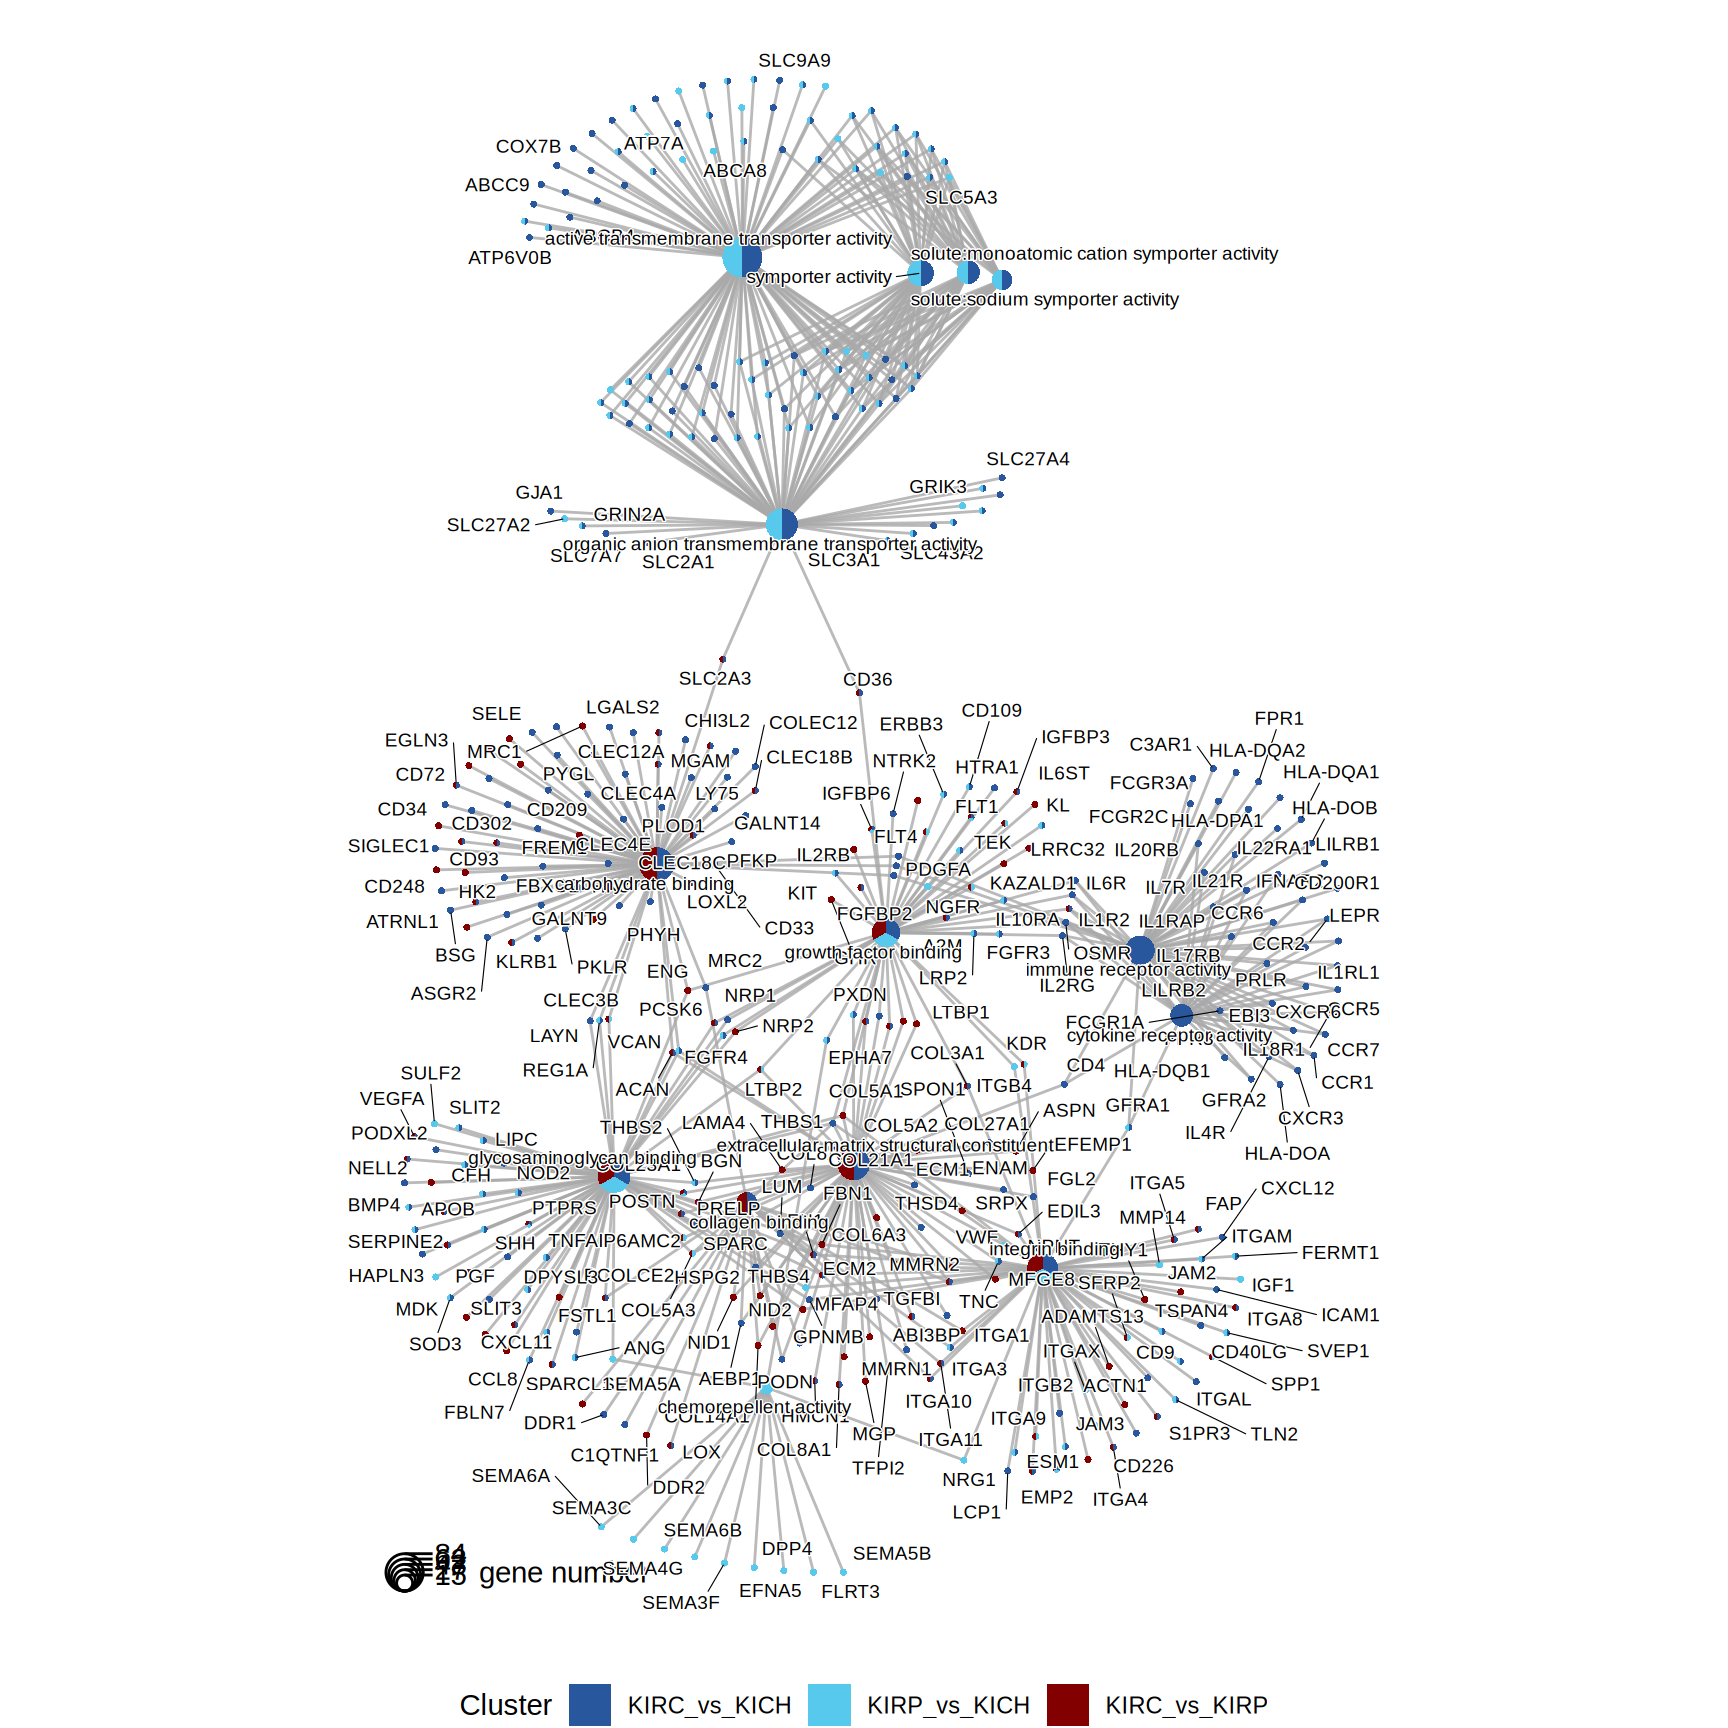 SLC9A9
COX7B
ATP7A
ABCA8
ABCC9
SLC5A3
active transmembrane transporter activity
ATP6V0B
solute:monoatomic cation symporter activity
symporter activity
solute:sodium symporter activity
SLC27A4
GJA1
GRIK3
SLC27A2
GRIN2A
organic anion transmembrane transporter activity
SLC7A7
SLC2A1
SLC3A1
SLC43A2
SLC2A3
CD36
SELE
LGALS2
CHI3L2
COLEC12
ERBB3
CD109
FPR1
EGLN3
MRC1
CLEC12A
MGAM
CLEC18B
NTRK2
HTRA1
IGFBP3
C3AR1
HLA-DQA2
CD72
PYGL
CLEC4A
LY75
IGFBP6
IL6ST
FCGR3A
HLA-DQA1
CD34
CD302
CD209
PLOD1
GALNT14
FLT4
FLT1
KL
FCGR2C
HLA-DPA1
HLA-DOB
SIGLEC1
CD93
FREM1
CLEC4E
CLEC18C
PFKP
IL2RB
PDGFA
TEK
LRRC32
IL20RB
IL22RA1
LILRB1
CD248
HK2
carbohydrate binding
LOXL2
KIT
KAZALD1
IL6R
IL7R
IL21R
CD200R1
ATRNL1
GALNT9
PHYH
CD33
FGFBP2
NGFR
IL10RA
IL1R2
IL1RAP
CCR6
LEPR
BSG
KLRB1
PKLR
ENG
MRC2
growth factor binding
A2M
FGFR3
OSMR
IL17RB
CCR2
immune receptor activity
IL1RL1
ASGR2
CLEC3B
PCSK6
NRP1
PXDN
LRP2
IL2RG
LILRB2
PRLR
LAYN
VCAN
NRP2
LTBP1
FCGR1A
EBI3
CXCR6
CCR5
cytokine receptor activity
REG1A
FGFR4
EPHA7
COL3A1
KDR
CD4
HLA-DQB1
IL18R1
CCR7
SULF2
ACAN
LTBP2
COL5A1
SPON1
ITGB4
CCR1
VEGFA
SLIT2
THBS2
LAMA4
THBS1
COL5A2
COL27A1
ASPN
GFRA1
GFRA2
CXCR3
PODXL2
LIPC
extracellular matrix structural constituent
EFEMP1
IL4R
HLA-DOA
glycosaminoglycan binding
COL23A1
BGN
COL21A1
NELL2
CFH
NOD2
LUM
FBN1
ECM1
ENAM
FGL2
ITGA5
CXCL12
BMP4
APOB
PTPRS
POSTN
PRELP
THSD4
SRPX
EDIL3
MMP14
FAP
ITGAM
collagen binding
SERPINE2
SHH
TNFAIP6
AMC2
SPARC
COL6A3
VWF
integrin binding
FERMT1
HAPLN3
PGF
DPYSL3
COLCE2
HSPG2
THBS4
ECM2
MMRN2
MFGE8
SFRP2
JAM2
IGF1
MDK
SLIT3
FSTL1
COL5A3
NID2
MFAP4
TGFBI
TNC
ADAMTS13
TSPAN4
ITGA8
ICAM1
SOD3
CXCL11
ANG
NID1
GPNMB
ABI3BP
ITGA1
ITGAX
CD9
CD40LG
SVEP1
CCL8
SPARCL1
SEMA5A
AEBP1
PODN
MMRN1
ITGA3
ITGB2
ACTN1
SPP1
FBLN7
DDR1
chemorepellent activity
COL14A1
HMCN1
ITGA10
ITGA9
JAM3
ITGAL
C1QTNF1
LOX
COL8A1
MGP
ITGA11
S1PR3
TLN2
SEMA6A
DDR2
TFPI2
NRG1
ESM1
CD226
SEMA3C
LCP1
EMP2
ITGA4
SEMA6B
DPP4
SEMA5B
SEMA4G
EFNA5
FLRT3
SEMA3F
gene number
Cluster KIRC_vs_KICH KIRP_vs_KICH KIRC_vs_KIRP